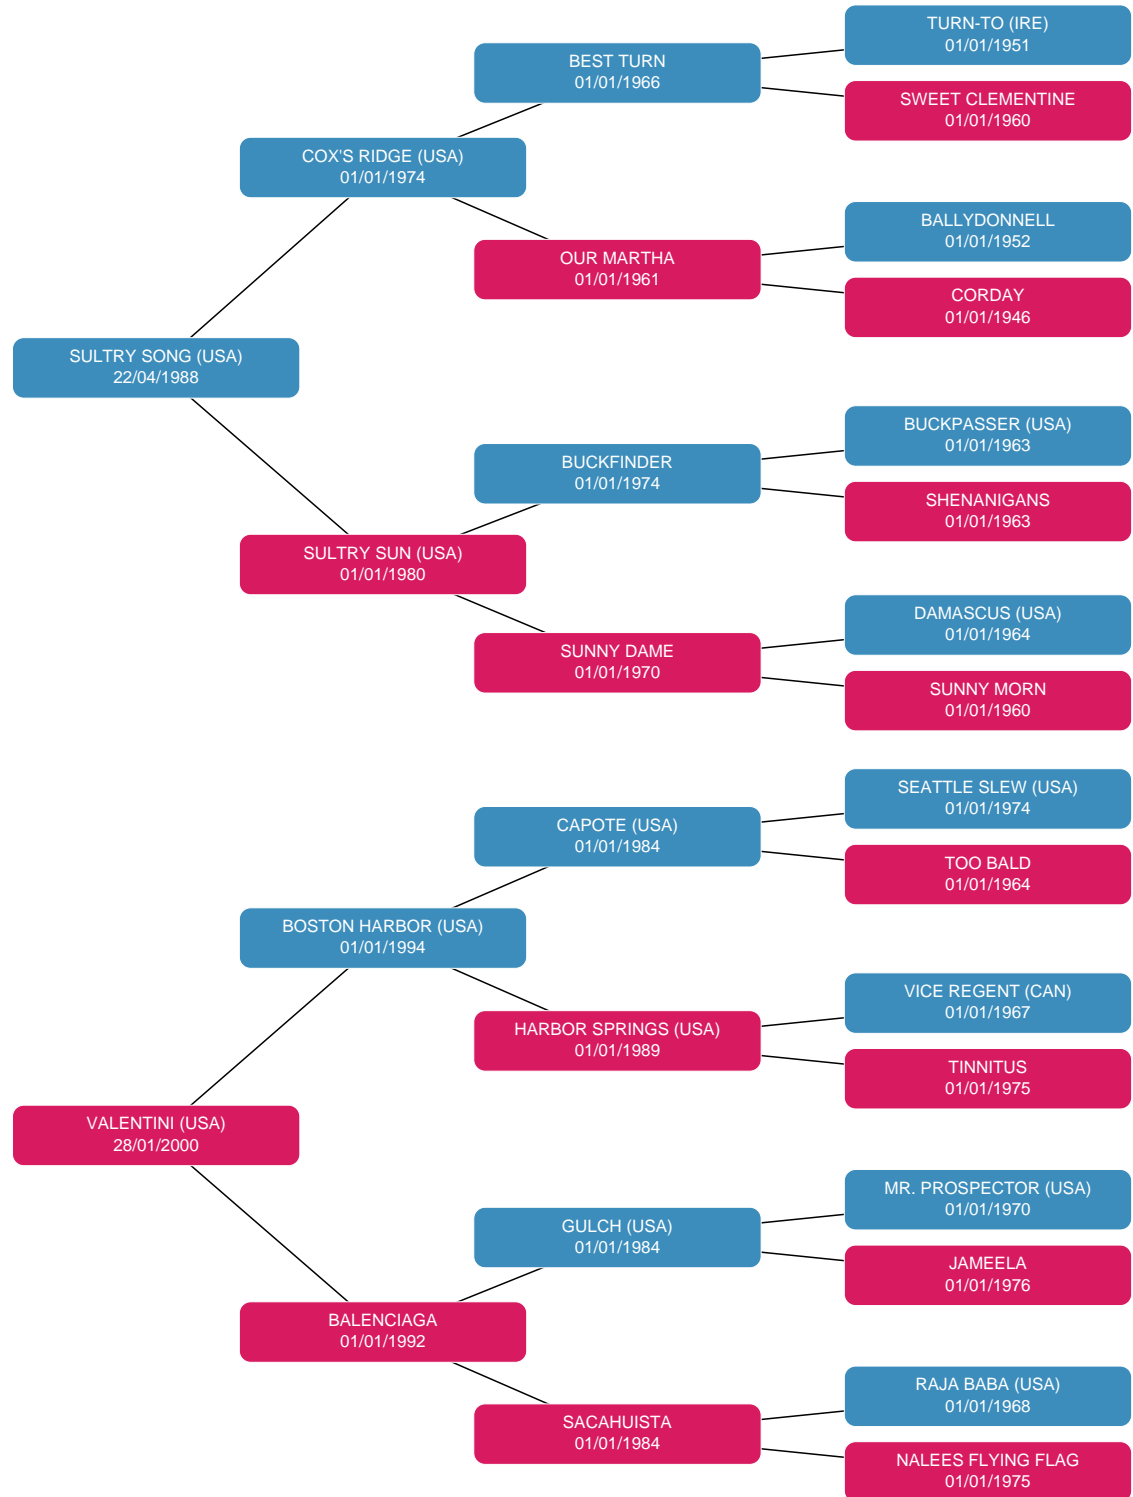 TURN-TO (IRE)
01/01/1951
BEST TURN
01/01/1966
SWEET CLEMENTINE
01/01/1960
COX'S RIDGE (USA)
01/01/1974
BALLYDONNELL
01/01/1952
OUR MARTHA
01/01/1961
CORDAY
01/01/1946
SULTRY SONG (USA)
22/04/1988
BUCKPASSER (USA)
01/01/1963
BUCKFINDER
01/01/1974
SHENANIGANS
01/01/1963
SULTRY SUN (USA)
01/01/1980
DAMASCUS (USA)
01/01/1964
SUNNY DAME
01/01/1970
SUNNY MORN
01/01/1960
SEATTLE SLEW (USA)
01/01/1974
CAPOTE (USA)
01/01/1984
TOO BALD
01/01/1964
BOSTON HARBOR (USA)
01/01/1994
VICE REGENT (CAN)
01/01/1967
HARBOR SPRINGS (USA)
01/01/1989
TINNITUS
01/01/1975
VALENTINI (USA)
28/01/2000
MR. PROSPECTOR (USA)
01/01/1970
GULCH (USA)
01/01/1984
JAMEELA
01/01/1976
BALENCIAGA
01/01/1992
RAJA BABA (USA)
01/01/1968
SACAHUISTA
01/01/1984
NALEES FLYING FLAG
01/01/1975